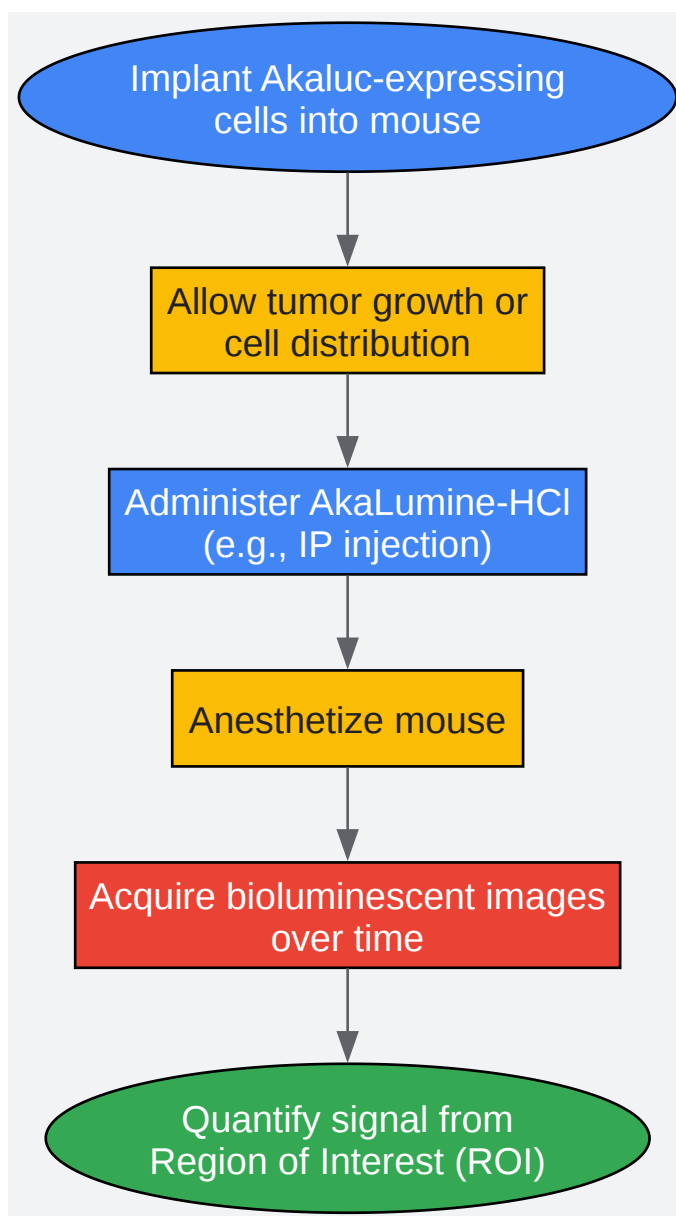 Implant Akaluc-expressing
cells into mouse
Allow tumor growth or
cell distribution
Administer AkaLumine-HCl
(e.g., IP injection)
Anesthetize mouse
Acquire bioluminescent images
over time
Quantify signal from
Region of Interest (ROI)